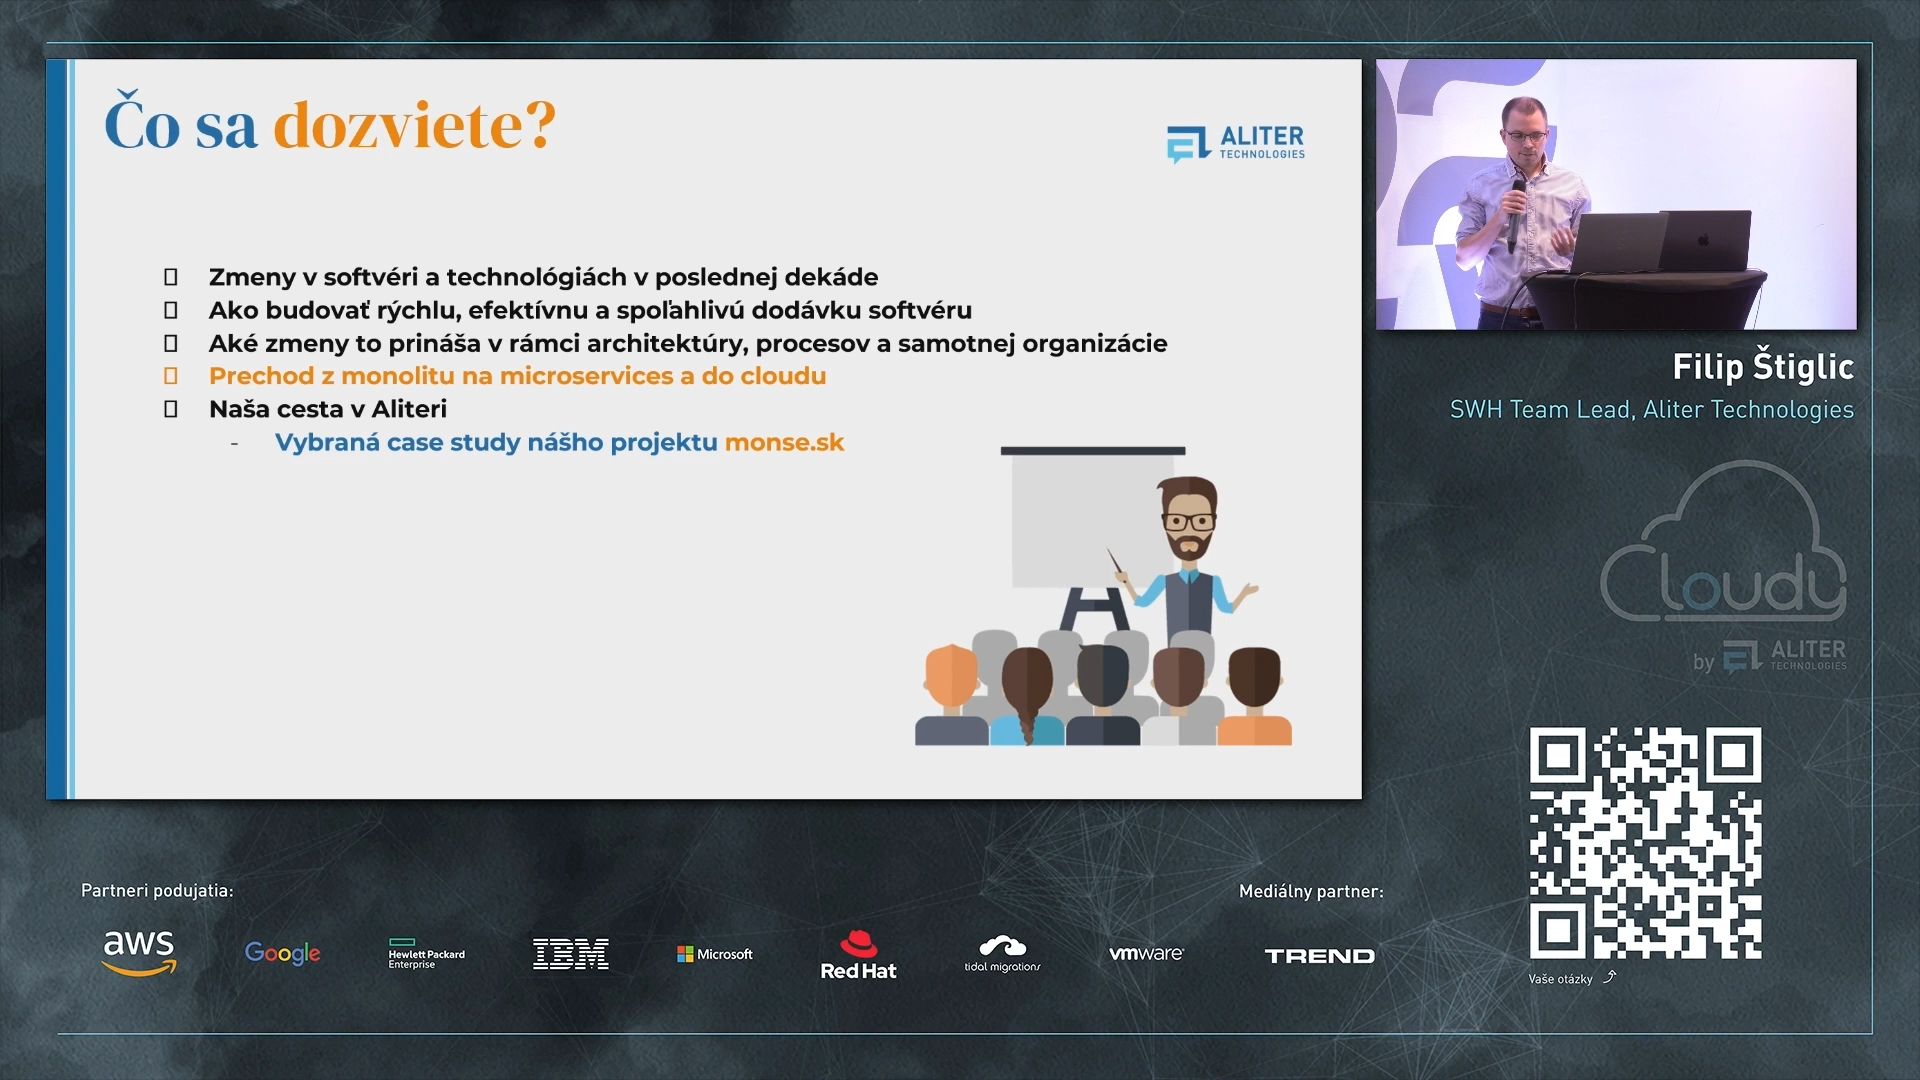 Čo sa dozviete?
ALITER
TECHNOLOGIES
Zmeny v softvéri a technológiách v poslednej dekáde
Ako budovať rýchlu, efektívnu a spoľahlivú dodávku softvéru
Aké zmeny to prináša v rámci architektúry, procesov a samotnej organizácie
Prechod z monolitu na microservices a do cloudu
Naša cesta v Aliteri
- Vybraná case study nášho projektu monse.sk
Filip Štiglic
SWH Team Lead, Aliter Technologies
Cloudy
by ALITER
TECHNOLOGIES
Partneri podujatia:
Mediálny partner:
aws
Google
Hewlett Packard
Enterprise
IBM
Microsoft
Red Hat
tidal migrations
vmware
TREND
Vaše otázky